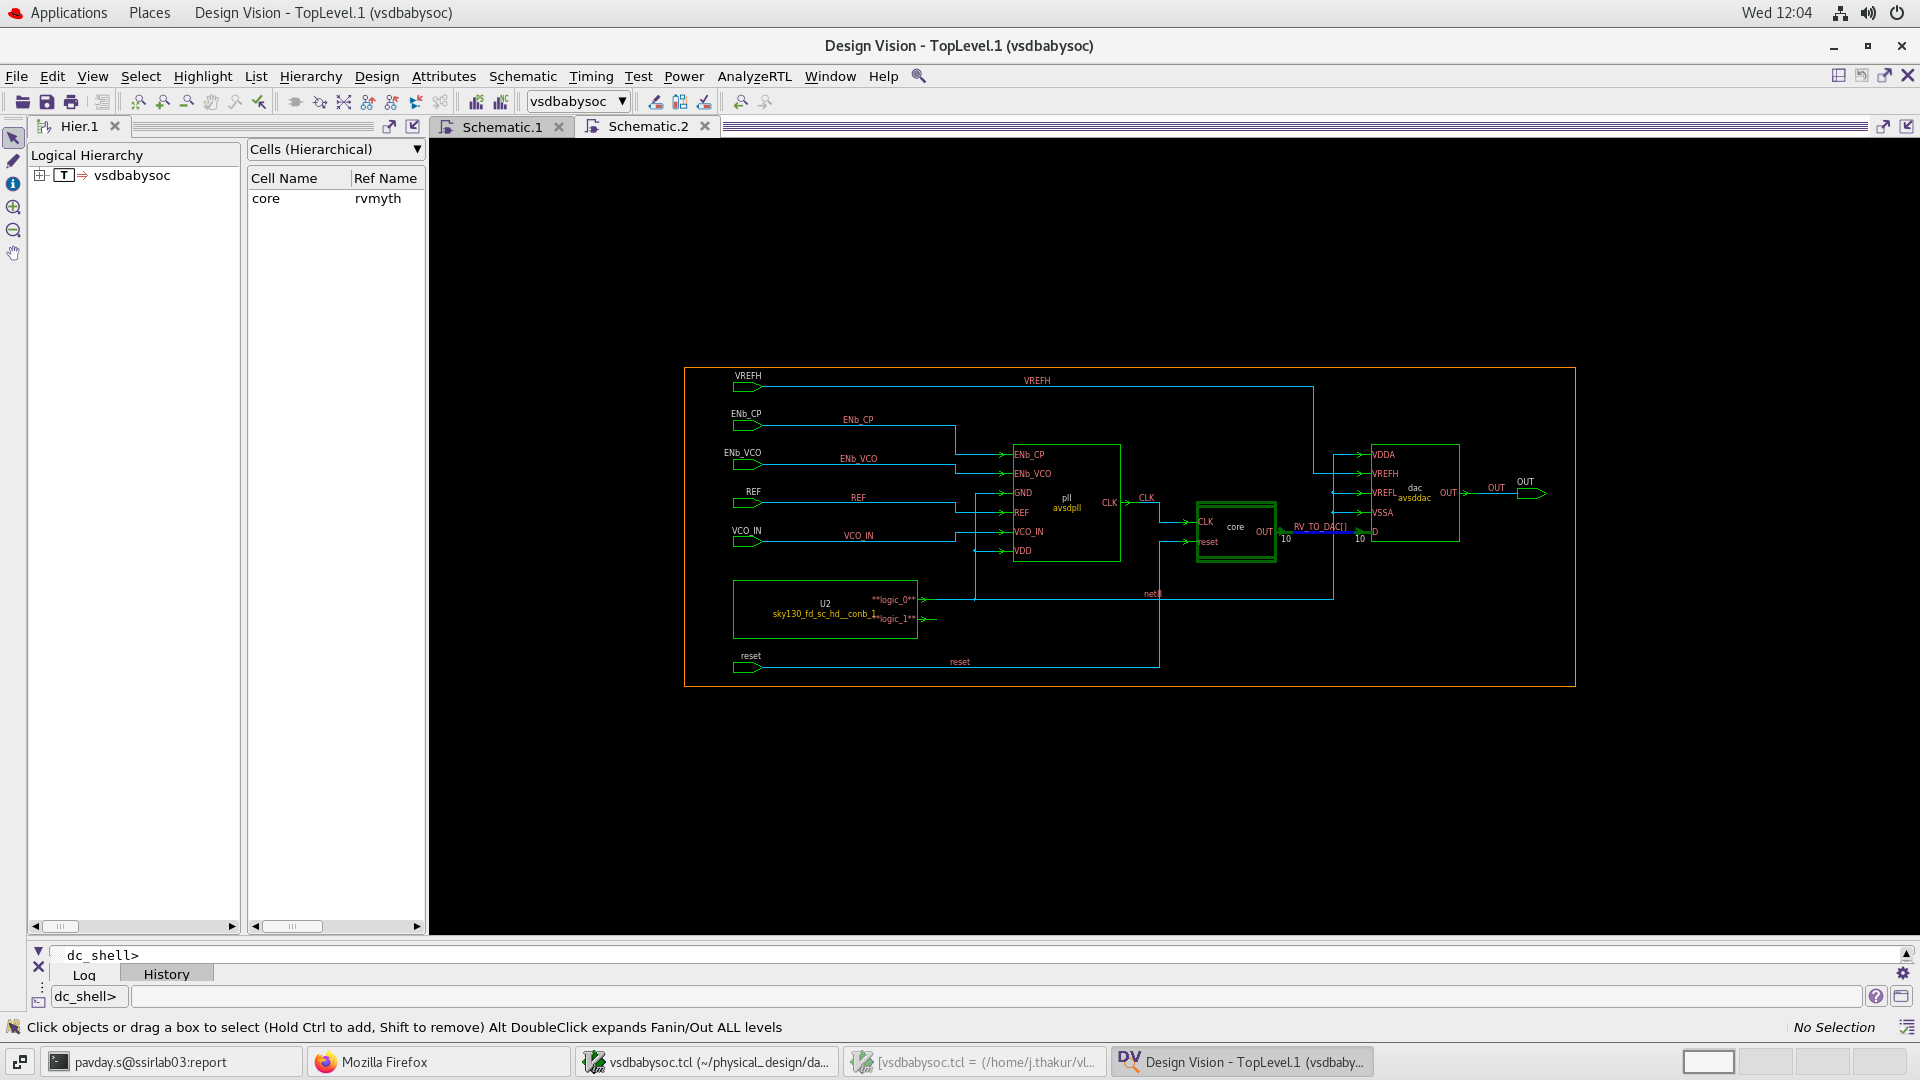 Applications Places Design Vision - TopLevel.1 (vsdbabysoc) Wed 12:04
Design Vision - TopLevel.1 (vsdbabysoc)
File Edit View Select Highlight List Hierarchy Design Attributes Schematic Timing Test Power AnalyzeRTL Window Help
vsdbabysoc
Hier.1
Schematic.1
Schematic.2
Logical Hierarchy
T vsdbabysoc
Cells (Hierarchical)
Cell Name Ref Name
core rvmyth
VREFH
VREFH
ENb_CP
ENb_CP
ENb_VCO
ENb_VCO
REF
REF
VCO_IN
VCO_IN
ENb_CP
ENb_VCO
GND
REF
VCO_IN
VDD
pll
avsdpll
CLK
CLK
CLK
reset
core
OUT
10
RV_TO_DAC[]
10
VDDA
VREFH
VREFL
VSSA
D
dac
avsddac
OUT
OUT
OUT
U2
sky130_fd_sc_hd__conb_1
**logic_0**
**logic_1**
net8
reset
reset
dc_shell>
Log History
dc_shell>
Click objects or drag a box to select (Hold Ctrl to add, Shift to remove) Alt DoubleClick expands Fanin/Out ALL levels
No Selection
pavday.s@ssirlab03:report
Mozilla Firefox
vsdbabysoc.tcl (~/physical_design/da...
[vsdbabysoc.tcl = (/home/j.thakur/vl...
DV Design Vision - TopLevel.1 (vsdbaby...